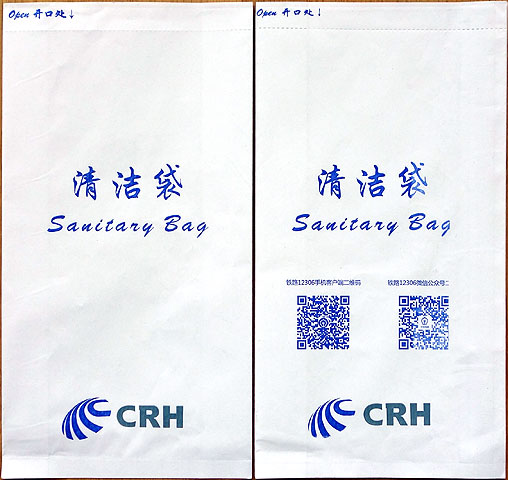 Open 开口处↓
清洁袋
Sanitary Bag
CRH
Open 开口处↓
清洁袋
Sanitary Bag
铁路12306手机客户端二维码
铁路12306微信公众号二
CRH